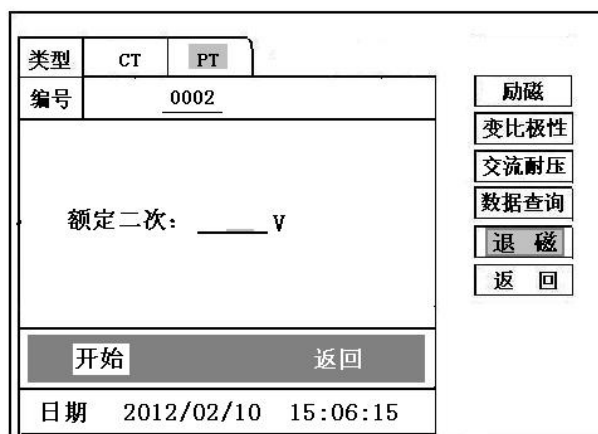 类型 CT PT
编号 0002
额定二次: V
开始 返回
日期 2012/02/10 15:06:15
励磁
变比极性
交流耐压
数据查询
退 磁
返 回